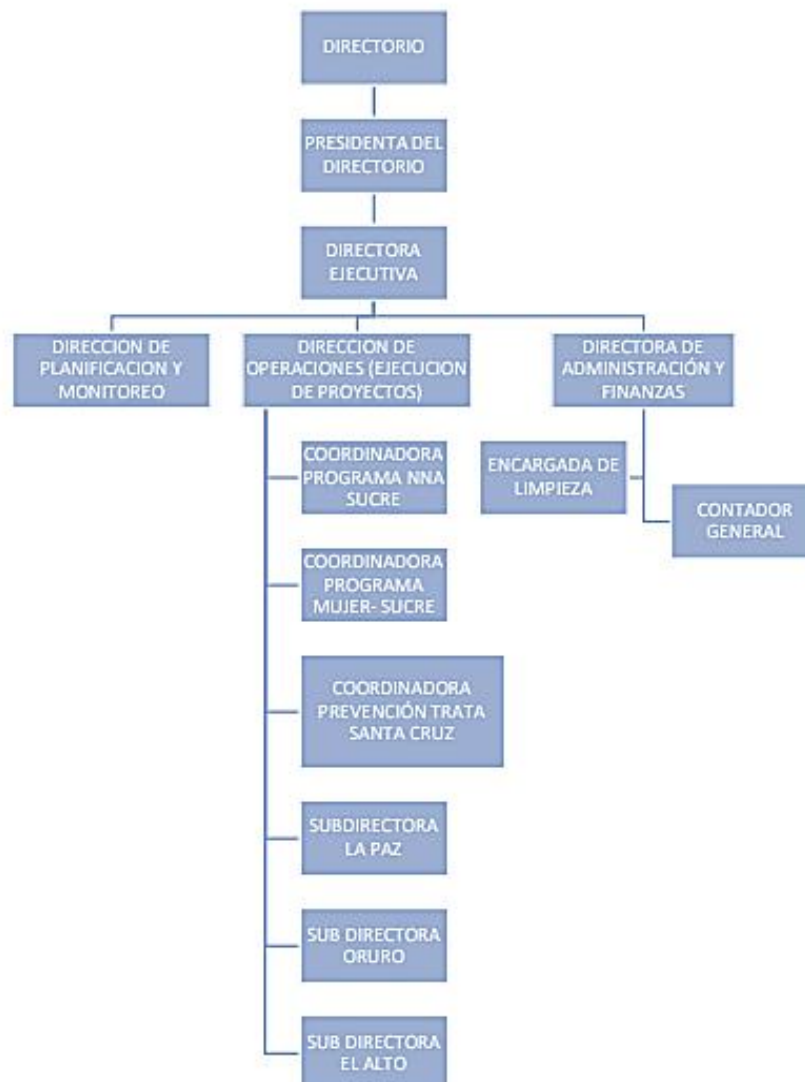 DIRECTORIO
PRESIDENTA DEL
DIRECTORIO
DIRECTORA
EJECUTIVA
DIRECCION DE
PLANIFICACION Y
MONITOREO
DIRECCION DE
OPERACIONES (EJECUCION
DE PROYECTOS)
DIRECTORA DE
ADMINISTRACIÓN Y
FINANZAS
COORDINADORA
PROGRAMA NNA
SUCRE
COORDINADORA
PROGRAMA
MUJER- SUCRE
COORDINADORA
PREVENCIÓN TRATA
SANTA CRUZ
SUBDIRECTORA
LA PAZ
SUB DIRECTORA
ORURO
SUB DIRECTORA
EL ALTO
ENCARGADA DE
LIMPIEZA
CONTADOR
GENERAL